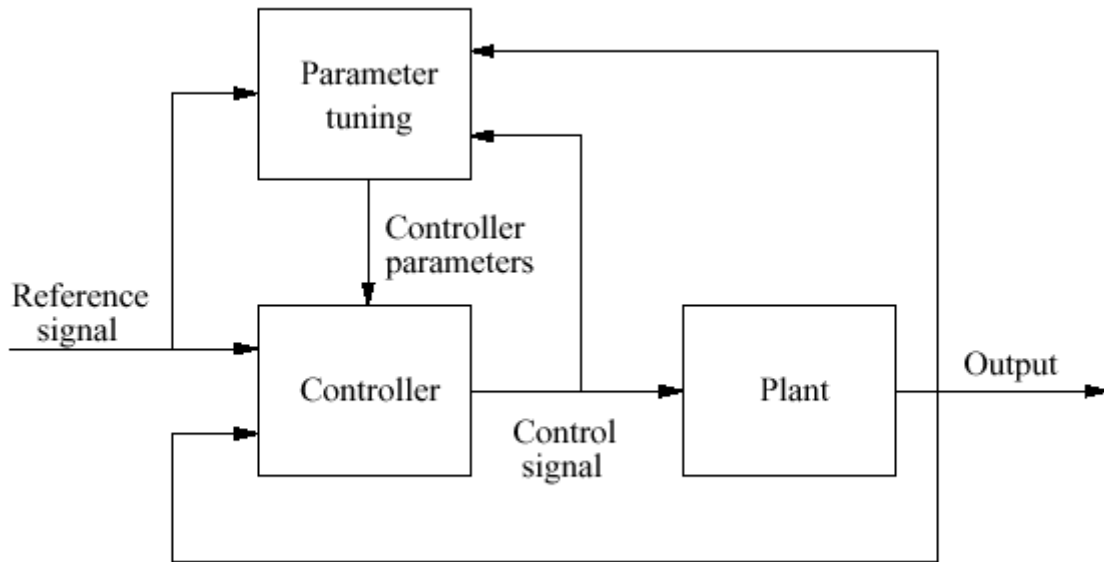 Parameter
tuning
Controller
parameters
Reference
signal
Controller
Plant
Output
Control
signal